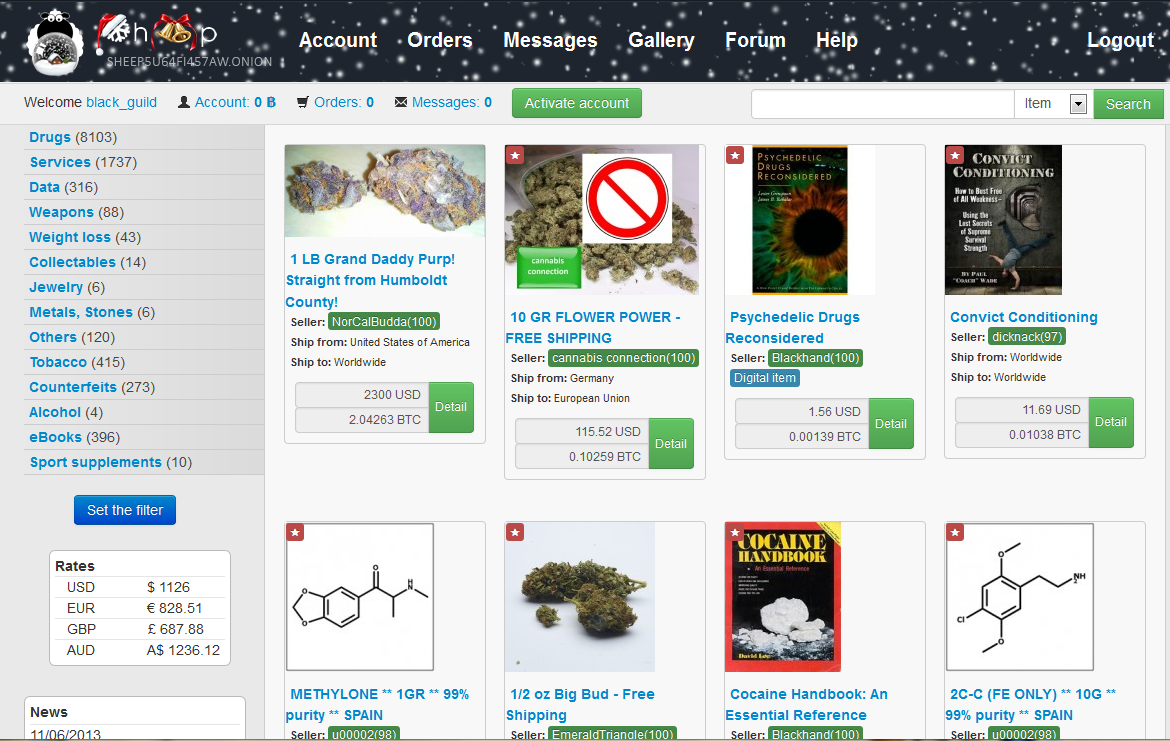 Sheep
SHEEP5U64FI457AW.ONION
Account Orders Messages Gallery Forum Help Logout
Welcome black_guild Account: 0 B Orders: 0 Messages: 0 Activate account Item Search
Drugs (8103)
Services (1737)
Data (316)
Weapons (88)
Weight loss (43)
Collectables (14)
Jewelry (6)
Metals, Stones (6)
Others (120)
Tobacco (415)
Counterfeits (273)
Alcohol (4)
eBooks (396)
Sport supplements (10)
Set the filter
Rates
USD $ 1126
EUR € 828.51
GBP £ 687.88
AUD A$ 1236.12
News
11/06/2013
1 LB Grand Daddy Purp!
Straight from Humboldt
County!
Seller: NorCalBudda(100)
Ship from: United States of America
Ship to: Worldwide
2300 USD
2.04263 BTC
Detail
cannabis
connection
10 GR FLOWER POWER -
FREE SHIPPING
Seller: cannabis connection(100)
Ship from: Germany
Ship to: European Union
115.52 USD
0.10259 BTC
Detail
PSYCHEDELIC
DRUGS
RECONSIDERED
Psychedelic Drugs
Reconsidered
Seller: Blackhand(100)
Digital item
1.56 USD
0.00139 BTC
Detail
CONVICT
CONDITIONING
How to Bust Free
of All Weakness–
Using the
Lost Secrets
of Supreme
Survival
Strength
BY PAUL
"COACH" WADE
Convict Conditioning
Seller: dicknack(97)
Ship from: Worldwide
Ship to: Worldwide
11.69 USD
0.01038 BTC
Detail
O
O
O
H
N
METHYLONE ** 1GR ** 99%
purity ** SPAIN
Seller: u00002(98)
1/2 oz Big Bud - Free
Shipping
Seller: EmeraldTriangle(100)
COCAINE
HANDBOOK
An Essential Reference
David Lee
Cocaine Handbook: An
Essential Reference
Seller: Blackhand(100)
O
NH
Cl
O
2C-C (FE ONLY) ** 10G **
99% purity ** SPAIN
Seller: u00002(98)